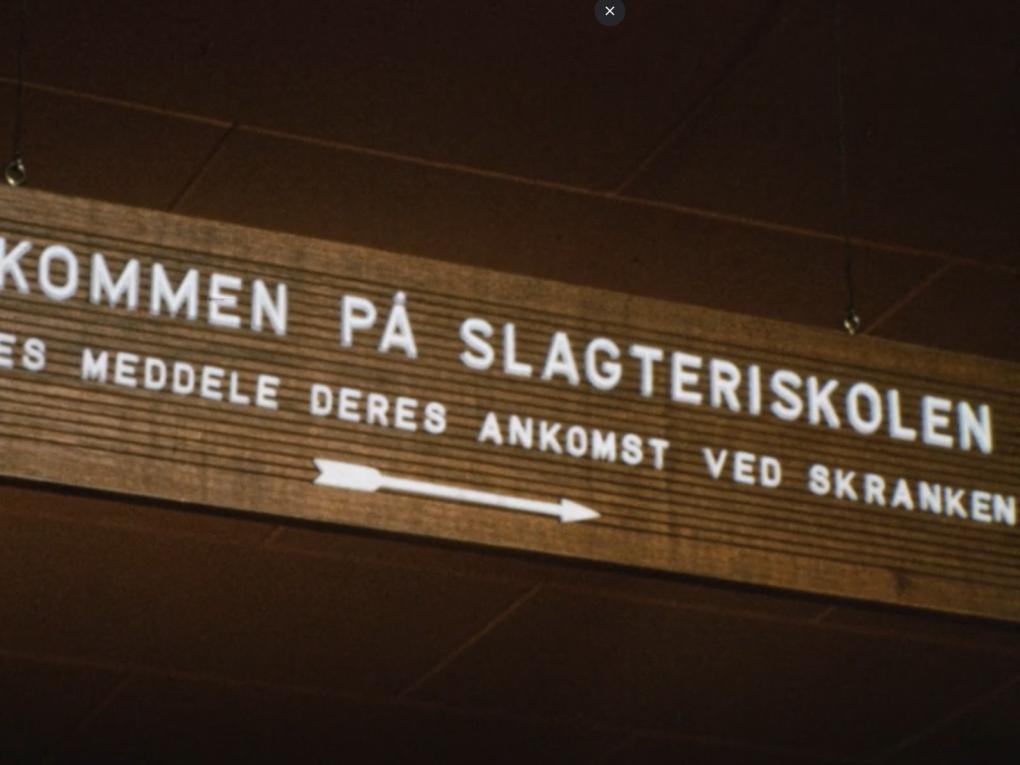 KOMMEN PÅ SLAGTERISKOLEN
ES MEDDELE DERES ANKOMST VED SKRANKEN